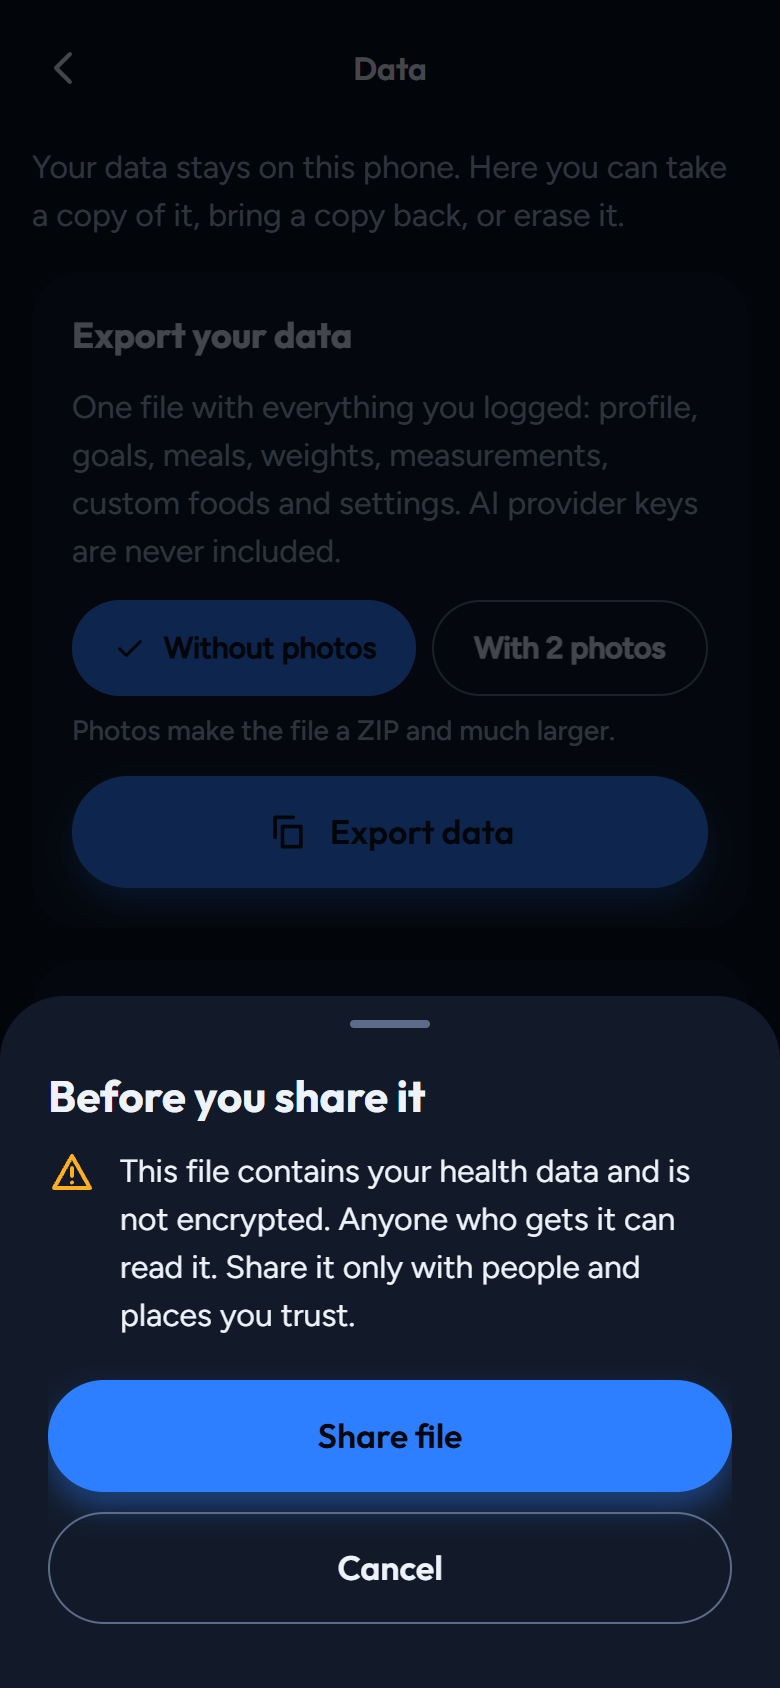 Data
Your data stays on this phone. Here you can take
a copy of it, bring a copy back, or erase it.
Export your data
One file with everything you logged: profile,
goals, meals, weights, measurements,
custom foods and settings. AI provider keys
are never included.
Without photos
With 2 photos
Photos make the file a ZIP and much larger.
Export data
Before you share it
This file contains your health data and is
not encrypted. Anyone who gets it can
read it. Share it only with people and
places you trust.
Share file
Cancel